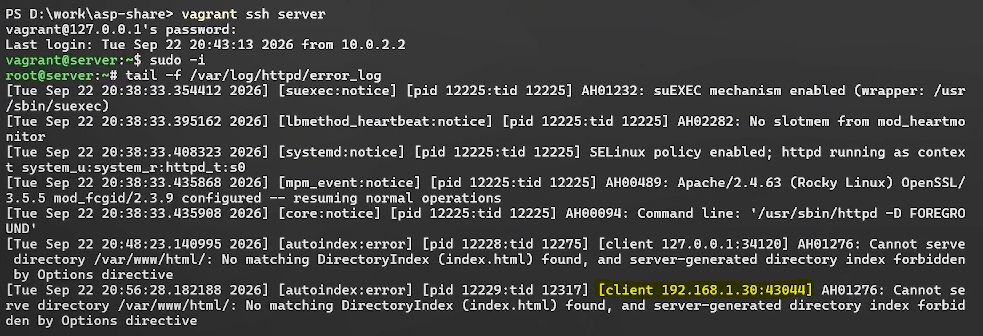 PS D:\work\asp-share> vagrant ssh server
vagrant@127.0.0.1's password:
Last login: Tue Sep 22 20:43:13 2026 from 10.0.2.2
vagrant@server:~$ sudo -i
root@server:~# tail -f /var/log/httpd/error_log
[Tue Sep 22 20:38:33.354412 2026] [suexec:notice] [pid 12225:tid 12225] AH01232: suEXEC mechanism enabled (wrapper: /usr
/sbin/suexec)
[Tue Sep 22 20:38:33.395162 2026] [lbmethod_heartbeat:notice] [pid 12225:tid 12225] AH02282: No slotmem from mod_heartmo
nitor
[Tue Sep 22 20:38:33.408323 2026] [systemd:notice] [pid 12225:tid 12225] SELinux policy enabled; httpd running as contex
t system_u:system_r:httpd_t:s0
[Tue Sep 22 20:38:33.435868 2026] [mpm_event:notice] [pid 12225:tid 12225] AH00489: Apache/2.4.63 (Rocky Linux) OpenSSL/
3.5.5 mod_fcgid/2.3.9 configured -- resuming normal operations
[Tue Sep 22 20:38:33.435908 2026] [core:notice] [pid 12225:tid 12225] AH00094: Command line: '/usr/sbin/httpd -D FOREGRO
UND'
[Tue Sep 22 20:48:23.140995 2026] [autoindex:error] [pid 12228:tid 12275] [client 127.0.0.1:34120] AH01276: Cannot serve
 directory /var/www/html/: No matching DirectoryIndex (index.html) found, and server-generated directory index forbidden
 by Options directive
[Tue Sep 22 20:56:28.182188 2026] [autoindex:error] [pid 12229:tid 12317] [client 192.168.1.30:43044] AH01276: Cannot se
rve directory /var/www/html/: No matching DirectoryIndex (index.html) found, and server-generated directory index forbid
den by Options directive